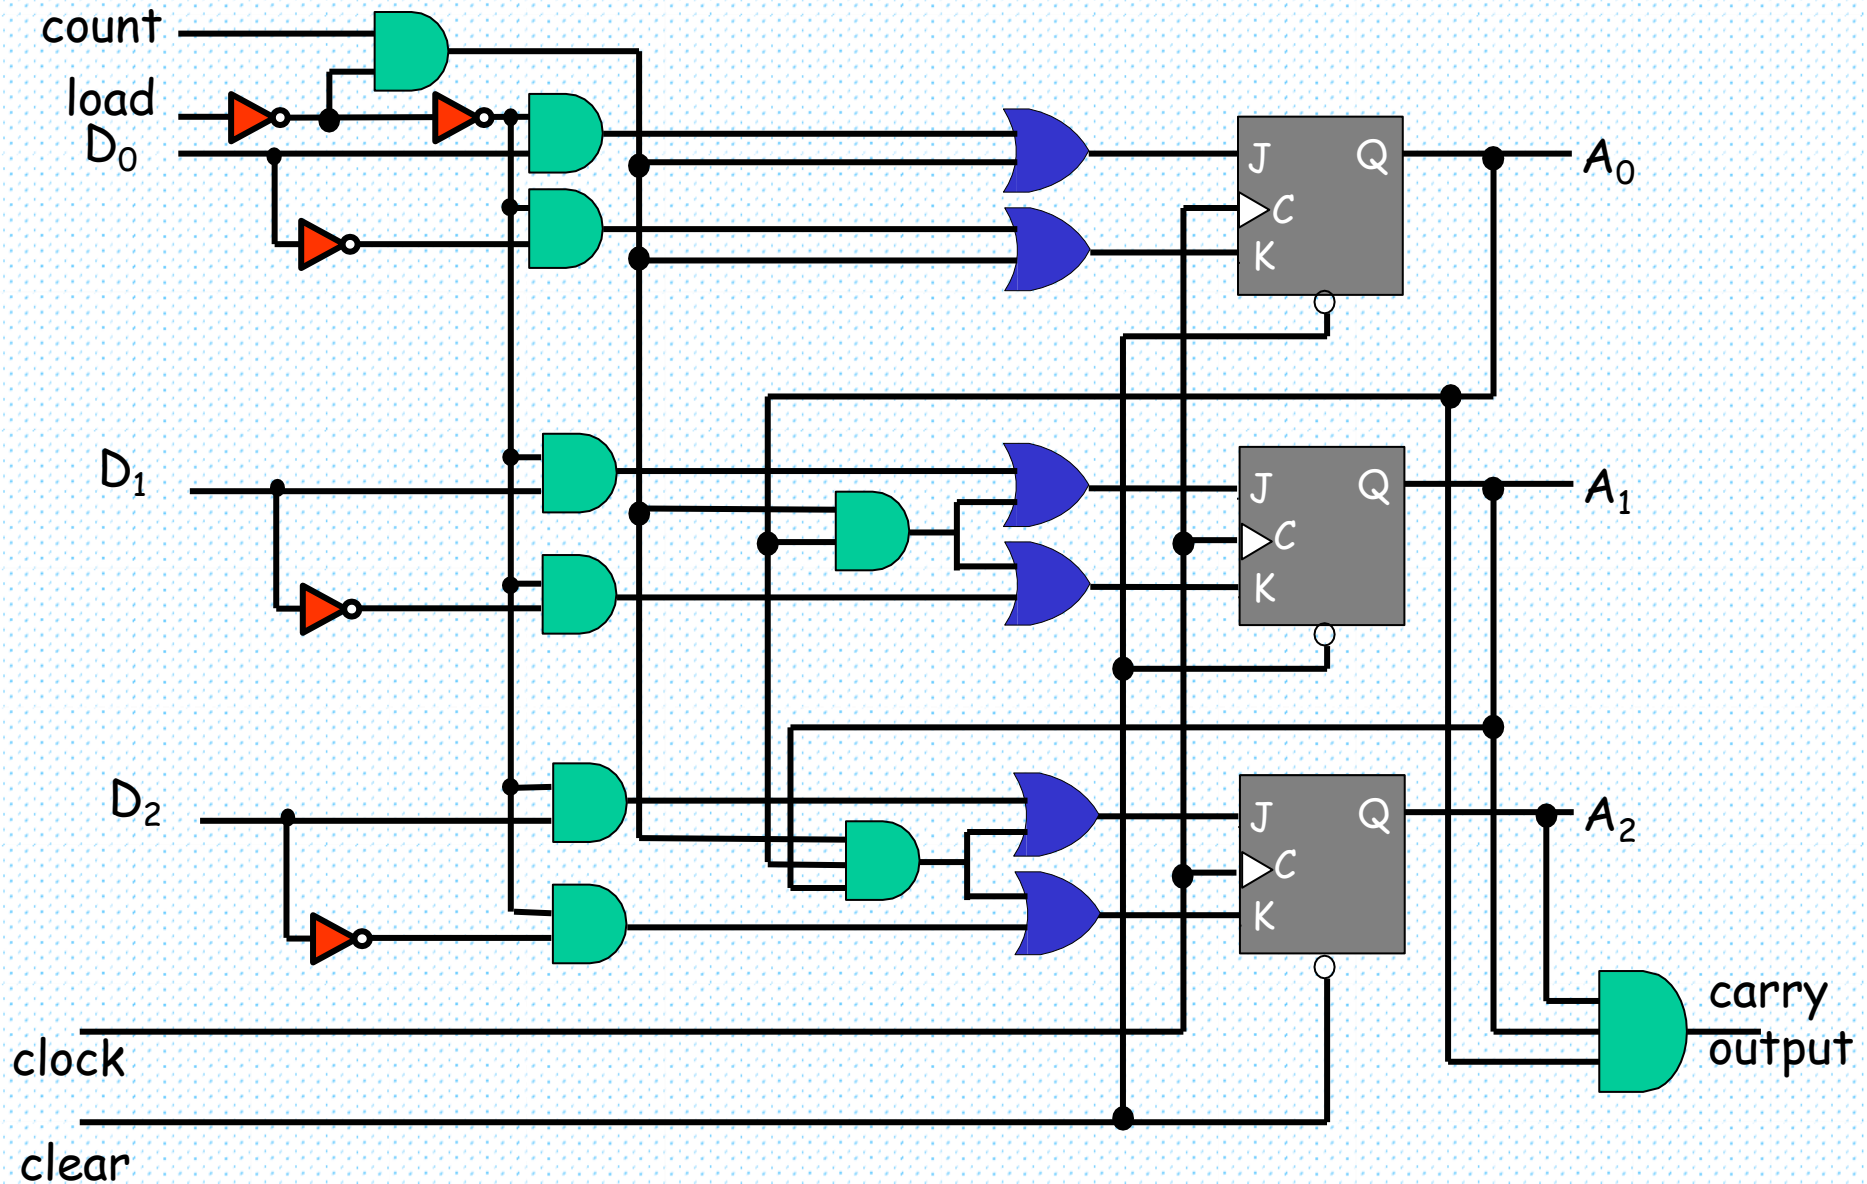 count
load
D0
J Q A0
C
K
D1
J Q A1
C
K
D2
J Q A2
C
K
carry
output
clock
clear